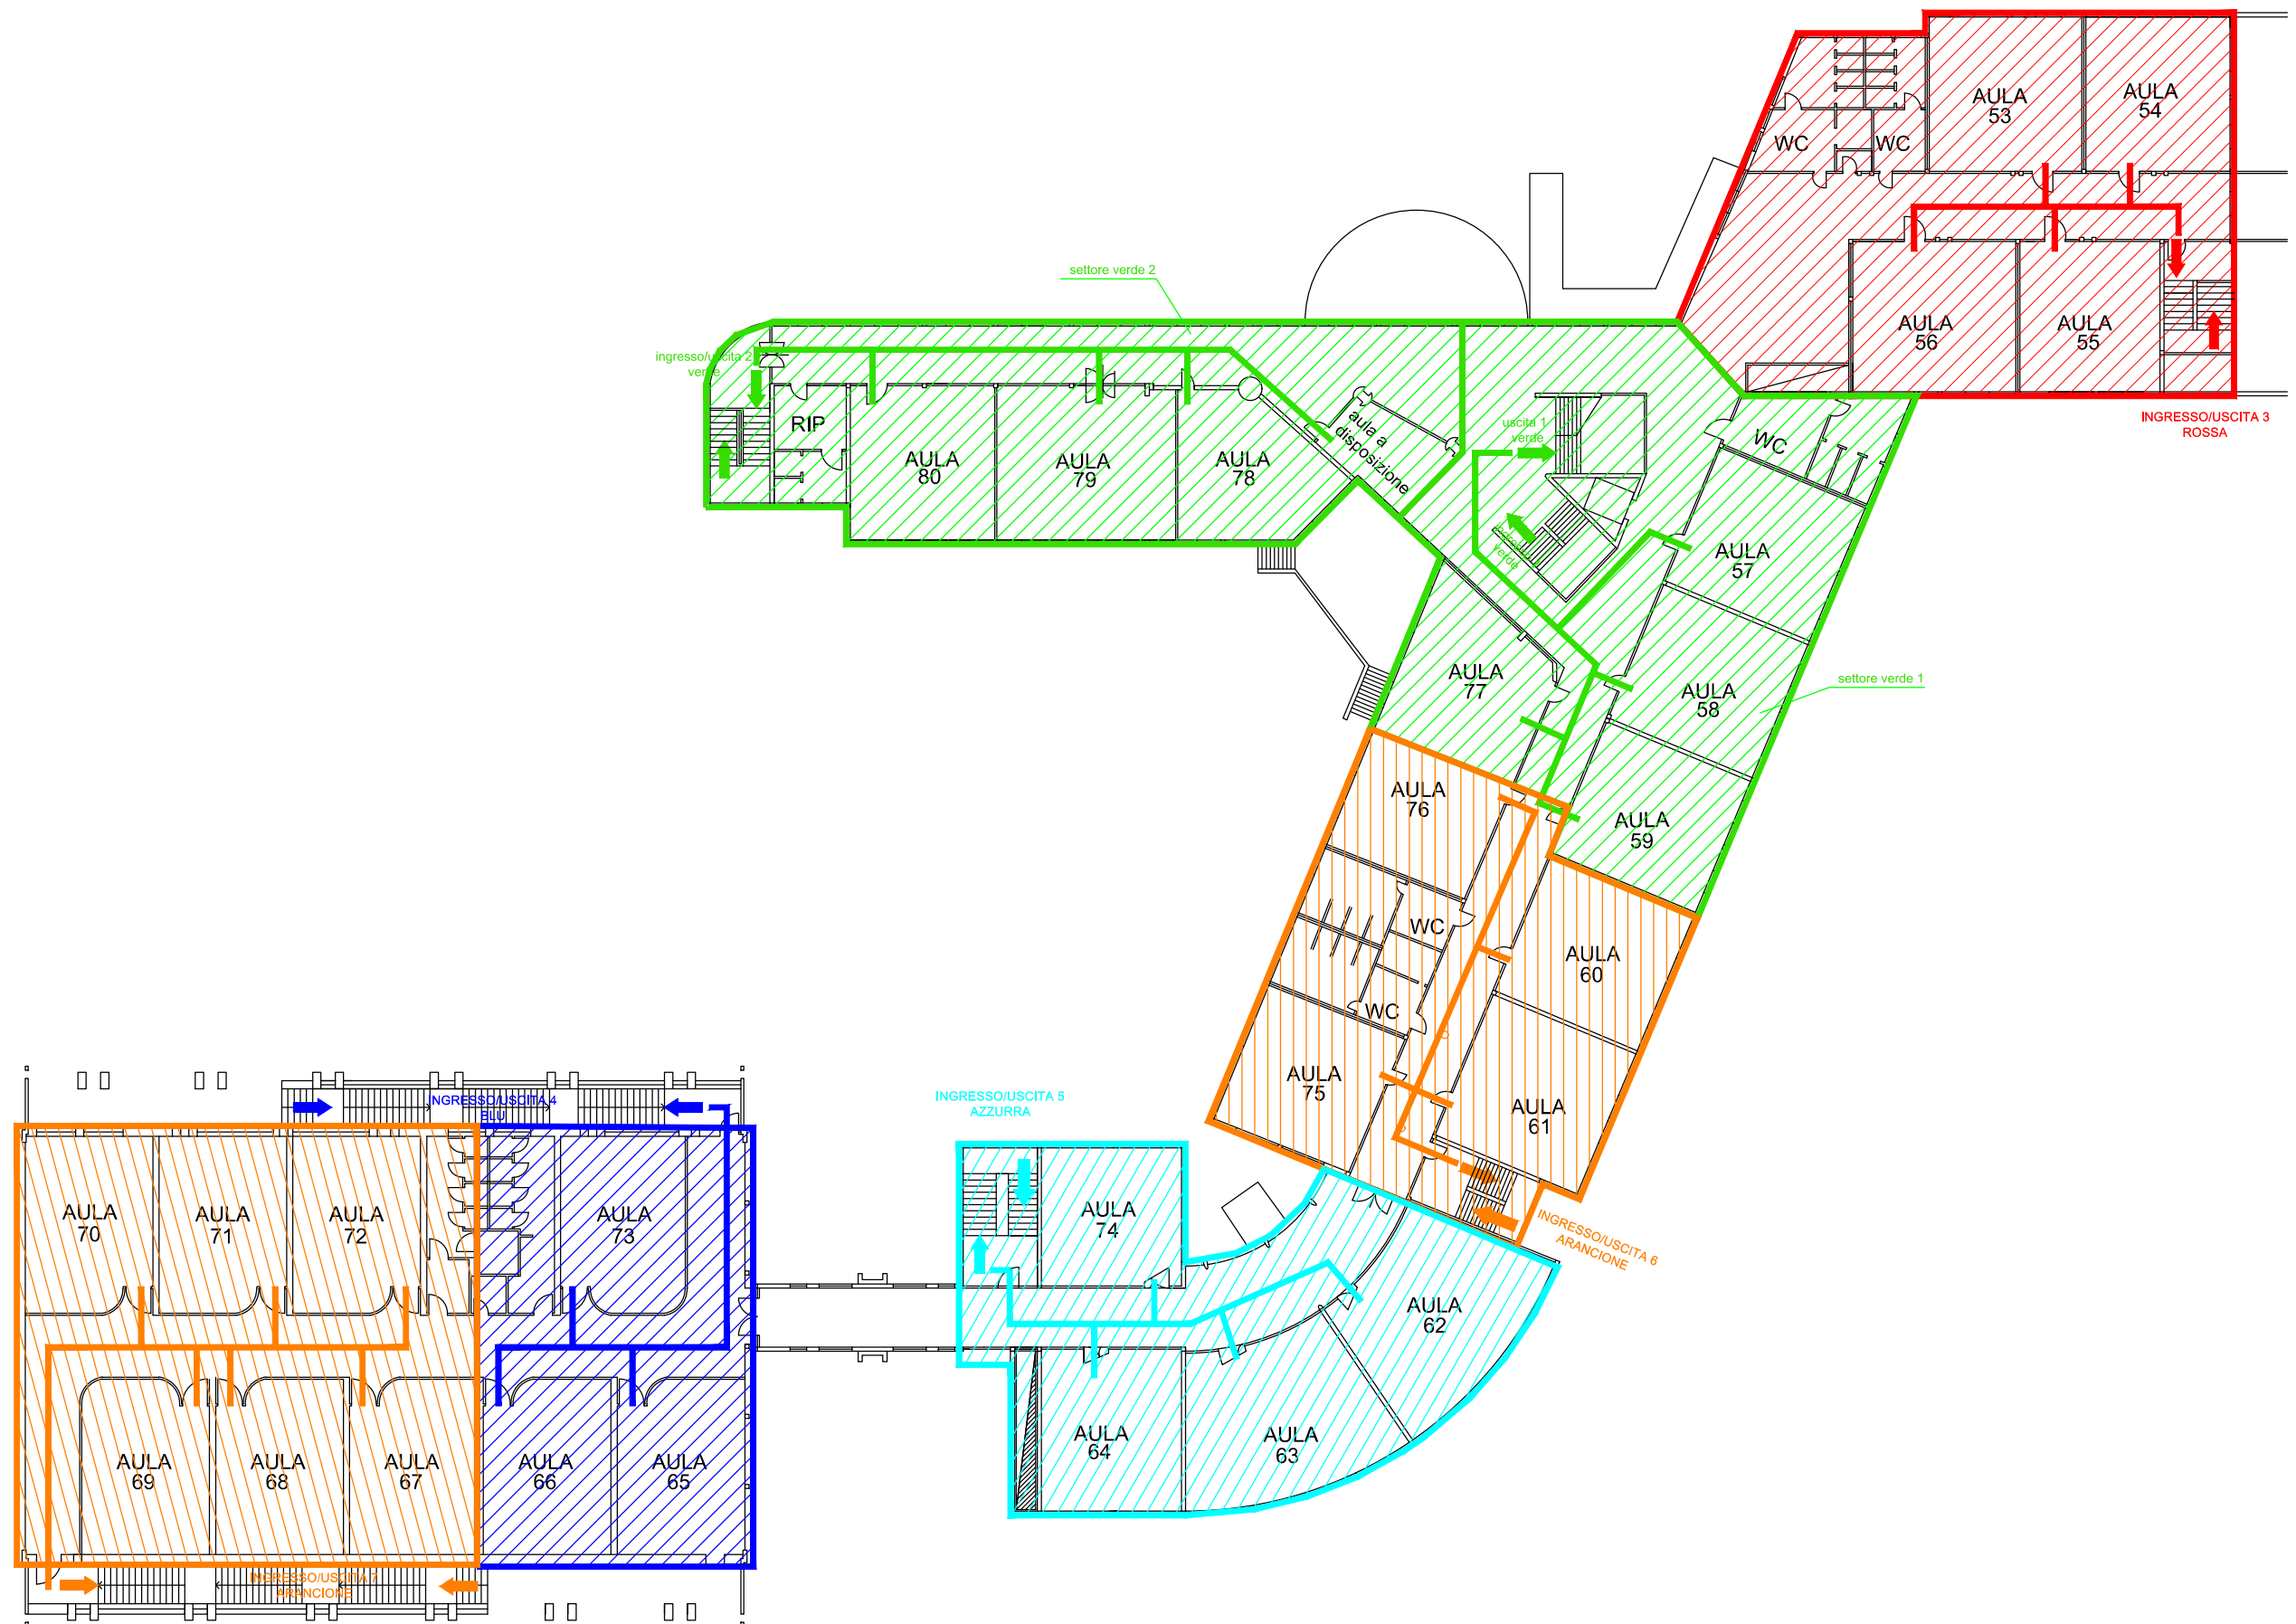 AULA
53
AULA
54
WC
WC
AULA
56
AULA
55
INGRESSO/USCITA 3
ROSSA
settore verde 2
ingresso/uscita 2
verde
RIP
AULA
80
AULA
79
AULA
78
aula a
disposizione
uscita 1
verde
verde
WC
AULA
57
AULA
58
settore verde 1
AULA
77
AULA
59
AULA
76
WC
AULA
60
WC
AULA
75
AULA
61
INGRESSO/USCITA 6
ARANCIONE
INGRESSO/USCITA 5
AZZURRA
AULA
74
AULA
62
AULA
64
AULA
63
INGRESSO/USCITA 4
BLU
AULA
70
AULA
71
AULA
72
AULA
73
AULA
69
AULA
68
AULA
67
AULA
66
AULA
65
INGRESSO/USCITA 7
ARANCIONE